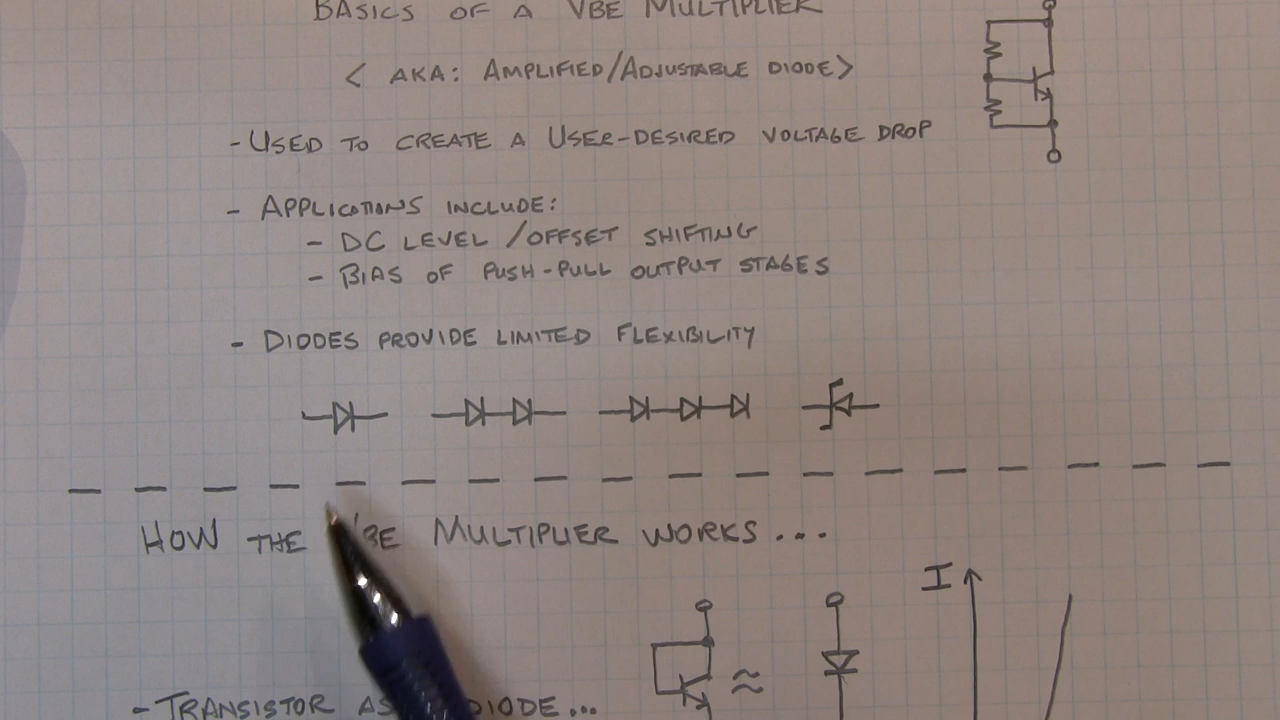 BASICS OF A VBE MULTIPLIER
< AKA: AMPLIFIED/ADJUSTABLE DIODE>
- USED TO CREATE A USER-DESIRED VOLTAGE DROP
- APPLICATIONS INCLUDE:
- DC LEVEL/OFFSET SHIFTING
- BIAS OF PUSH-PULL OUTPUT STAGES
- DIODES PROVIDE LIMITED FLEXIBILITY
HOW THE BE MULTIPLIER WORKS...
I
≈
- TRANSISTOR AS DIODE...